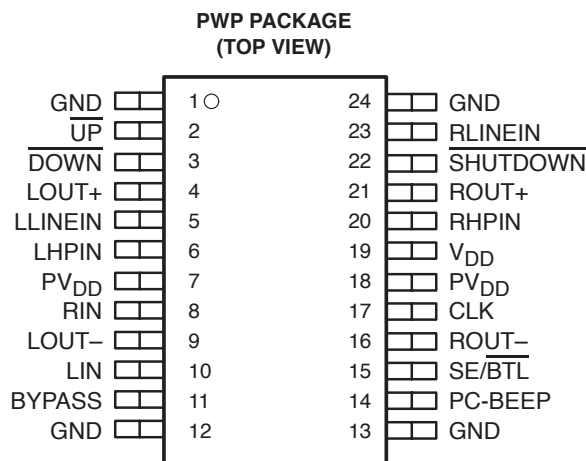 PWP PACKAGE
(TOP VIEW)
GND 1 24 GND
UP 2 23 RLINEIN
DOWN 3 22 SHUTDOWN
LOUT+ 4 21 ROUT+
LLINEIN 5 20 RHPIN
LHPIN 6 19 VDD
PVDD 7 18 PVDD
RIN 8 17 CLK
LOUT– 9 16 ROUT–
LIN 10 15 SE/BTL
BYPASS 11 14 PC-BEEP
GND 12 13 GND